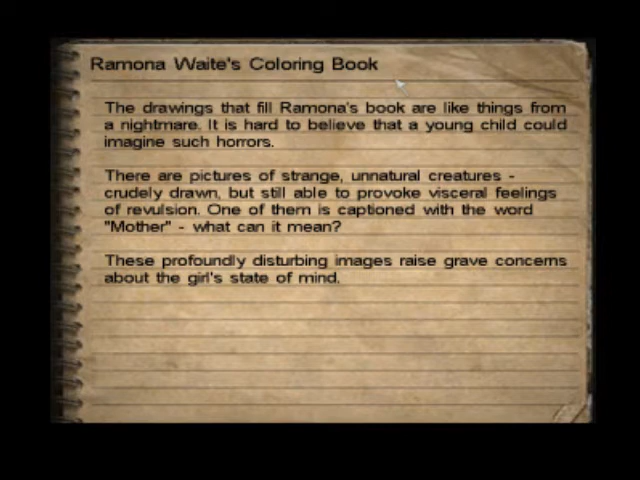 Ramona Waite's Coloring Book
The drawings that fill Ramona's book are like things from
a nightmare. It is hard to believe that a young child could
imagine such horrors.
There are pictures of strange, unnatural creatures -
crudely drawn, but still able to provoke visceral feelings
of revulsion. One of them is captioned with the word
"Mother" - what can it mean?
These profoundly disturbing images raise grave concerns
about the girl's state of mind.